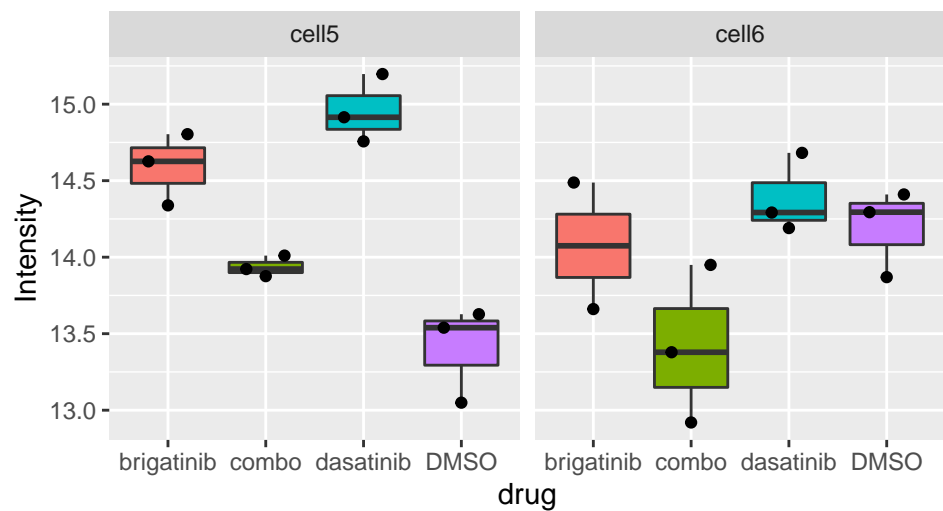 cell5 cell6
Intensity
15.0
14.5
14.0
13.5
13.0
brigatinib combo dasatinib DMSO brigatinib combo dasatinib DMSO
drug